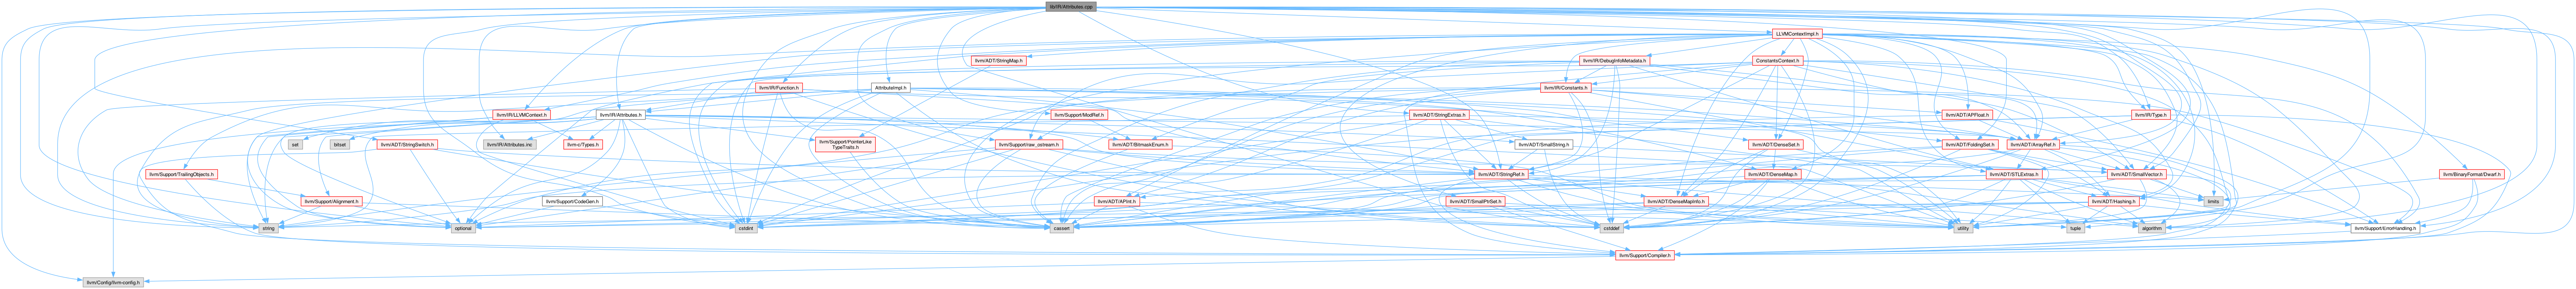 lib/IR/Attributes.cpp
LLVMContextImpl.h
llvm/ADT/StringMap.h
llvm/IR/DebugInfoMetadata.h
ConstantsContext.h
llvm/IR/Function.h
AttributeImpl.h
llvm/IR/Constants.h
llvm/IR/LLVMContext.h
llvm/IR/Attributes.h
llvm/Support/ModRef.h
llvm/ADT/StringExtras.h
llvm/ADT/APFloat.h
llvm/IR/Type.h
set
bitset
llvm/ADT/StringSwitch.h
llvm/IR/Attributes.inc
llvm-c/Types.h
llvm/Support/PointerLike
TypeTraits.h
llvm/Support/raw_ostream.h
llvm/ADT/BitmaskEnum.h
llvm/ADT/SmallString.h
llvm/ADT/DenseSet.h
llvm/ADT/FoldingSet.h
llvm/ADT/ArrayRef.h
llvm/Support/TrailingObjects.h
llvm/ADT/StringRef.h
llvm/ADT/DenseMap.h
llvm/ADT/STLExtras.h
llvm/ADT/SmallVector.h
llvm/BinaryFormat/Dwarf.h
llvm/Support/Alignment.h
llvm/Support/CodeGen.h
llvm/ADT/APInt.h
llvm/ADT/SmallPtrSet.h
llvm/ADT/DenseMapInfo.h
llvm/ADT/Hashing.h
limits
string
optional
cstdint
cassert
cstddef
utility
tuple
algorithm
llvm/Support/ErrorHandling.h
llvm/Support/Compiler.h
llvm/Config/llvm-config.h